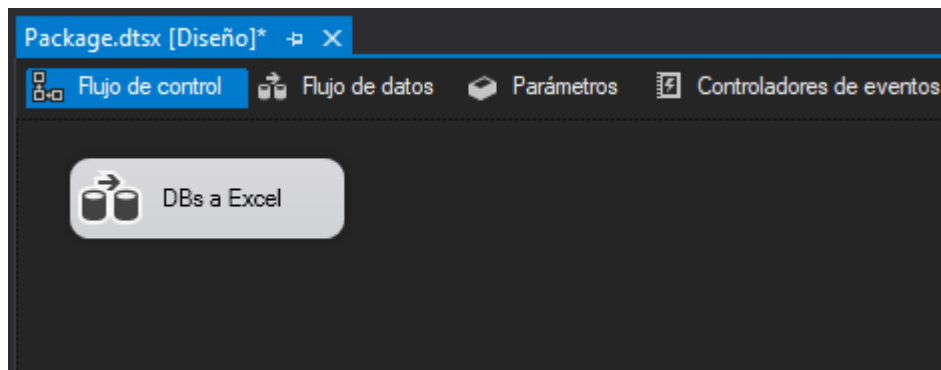 Package.dtsx [Diseño]*
Flujo de control Flujo de datos Parámetros Controladores de eventos
DBs a Excel